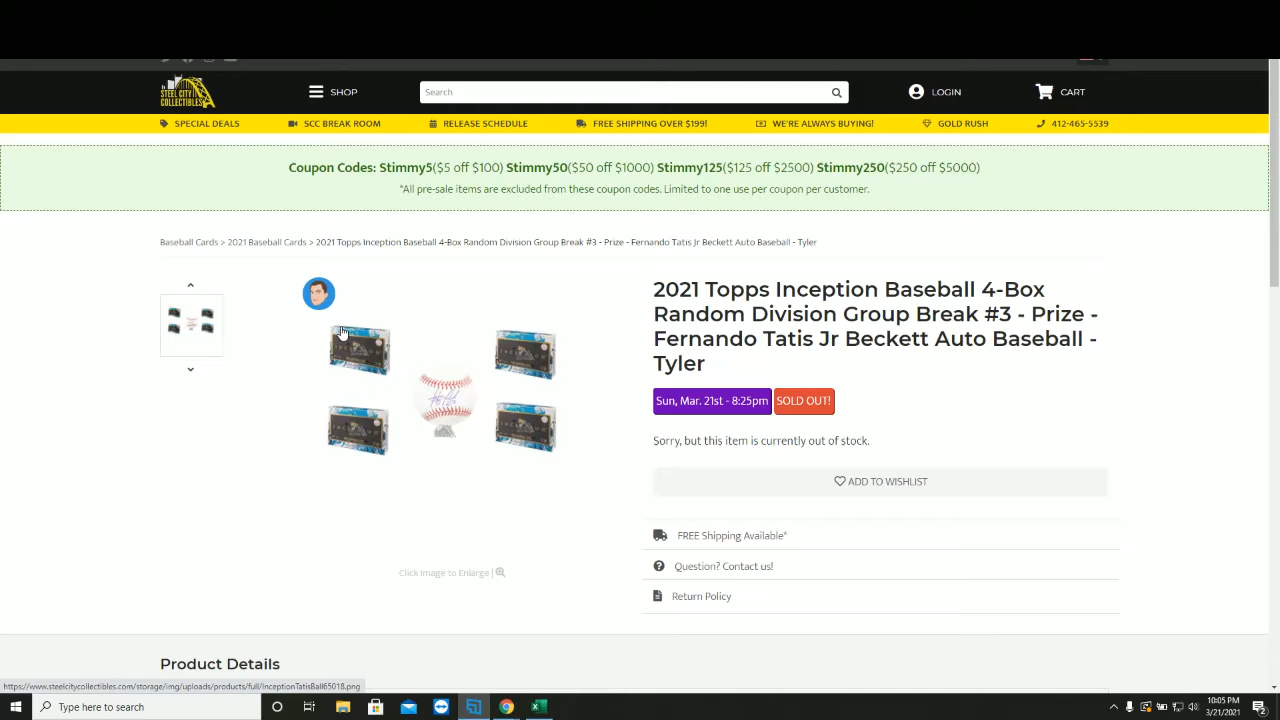 STEEL CITY
COLLECTIBLES
SHOP
Search
LOGIN
CART
SPECIAL DEALS
SCC BREAK ROOM
RELEASE SCHEDULE
FREE SHIPPING OVER $199!
WE'RE ALWAYS BUYING!
GOLD RUSH
412-465-5539
Coupon Codes: Stimmy5($5 off $100) Stimmy50($50 off $1000) Stimmy125($125 off $2500) Stimmy250($250 off $5000)
*All pre-sale items are excluded from these coupon codes. Limited to one use per coupon per customer.
Baseball Cards > 2021 Baseball Cards > 2021 Topps Inception Baseball 4-Box Random Division Group Break #3 - Prize - Fernando Tatis Jr Beckett Auto Baseball - Tyler
2021 Topps Inception Baseball 4-Box
Random Division Group Break #3 - Prize -
Fernando Tatis Jr Beckett Auto Baseball -
Tyler
Sun, Mar. 21st - 8:25pm
SOLD OUT!
Sorry, but this item is currently out of stock.
ADD TO WISHLIST
FREE Shipping Available*
Question? Contact us!
Return Policy
Click Image to Enlarge |
Product Details
https://www.steelcitycollectibles.com/storage/img/uploads/products/full/InceptionTatisBall65018.png
Type here to search
10:05 PM
3/21/2021
2